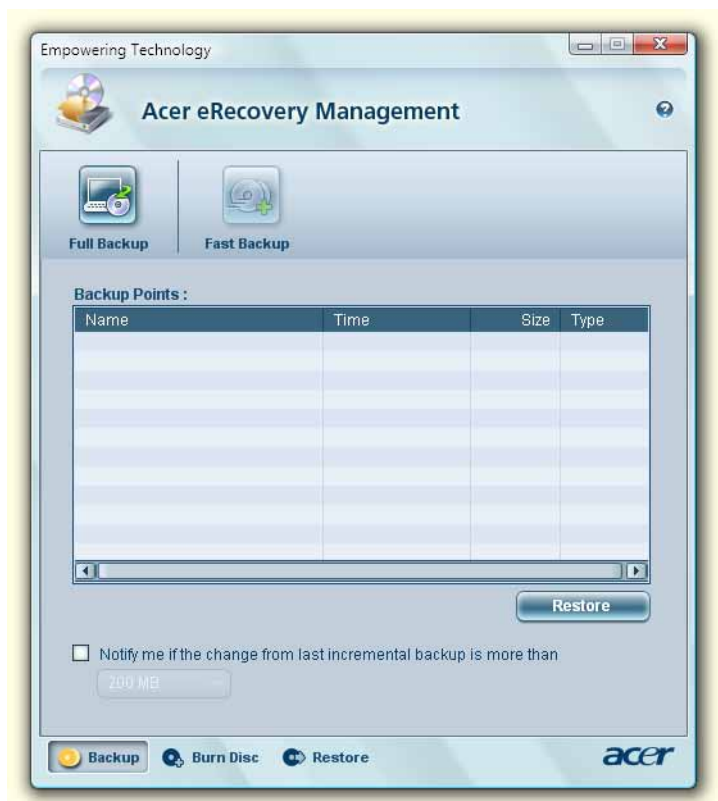 Empowering Technology
Acer eRecovery Management
Full Backup Fast Backup
Backup Points :
Name Time Size Type
Restore
Notify me if the change from last incremental backup is more than
200 MB
Backup Burn Disc Restore acer